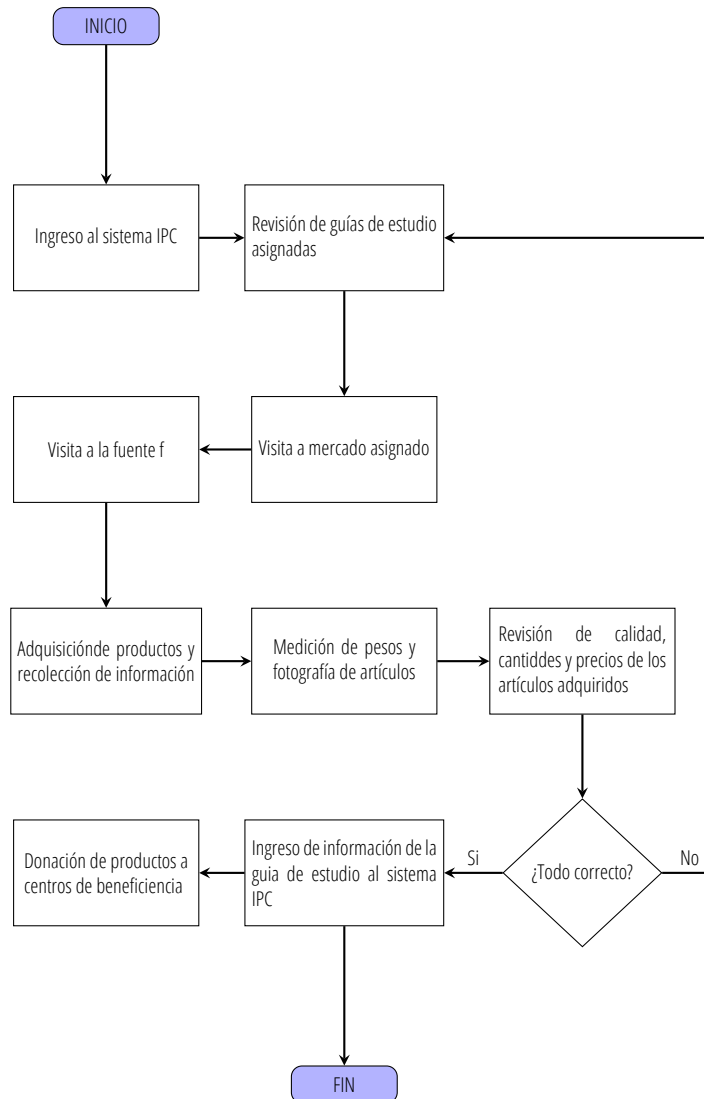 INICIO
Ingreso al sistema IPC
Revisión de guías de estudio
asignadas
Visita a la fuente f
Visita a mercado asignado
Adquisiciónde productos y
recolección de información
Medición de pesos y
fotografía de artículos
Revisión de calidad,
cantiddes y precios de los
artículos adquiridos
Donación de productos a
centros de beneficiencia
Ingreso de información de la
guia de estudio al sistema
IPC
Si
¿Todo correcto?
No
FIN